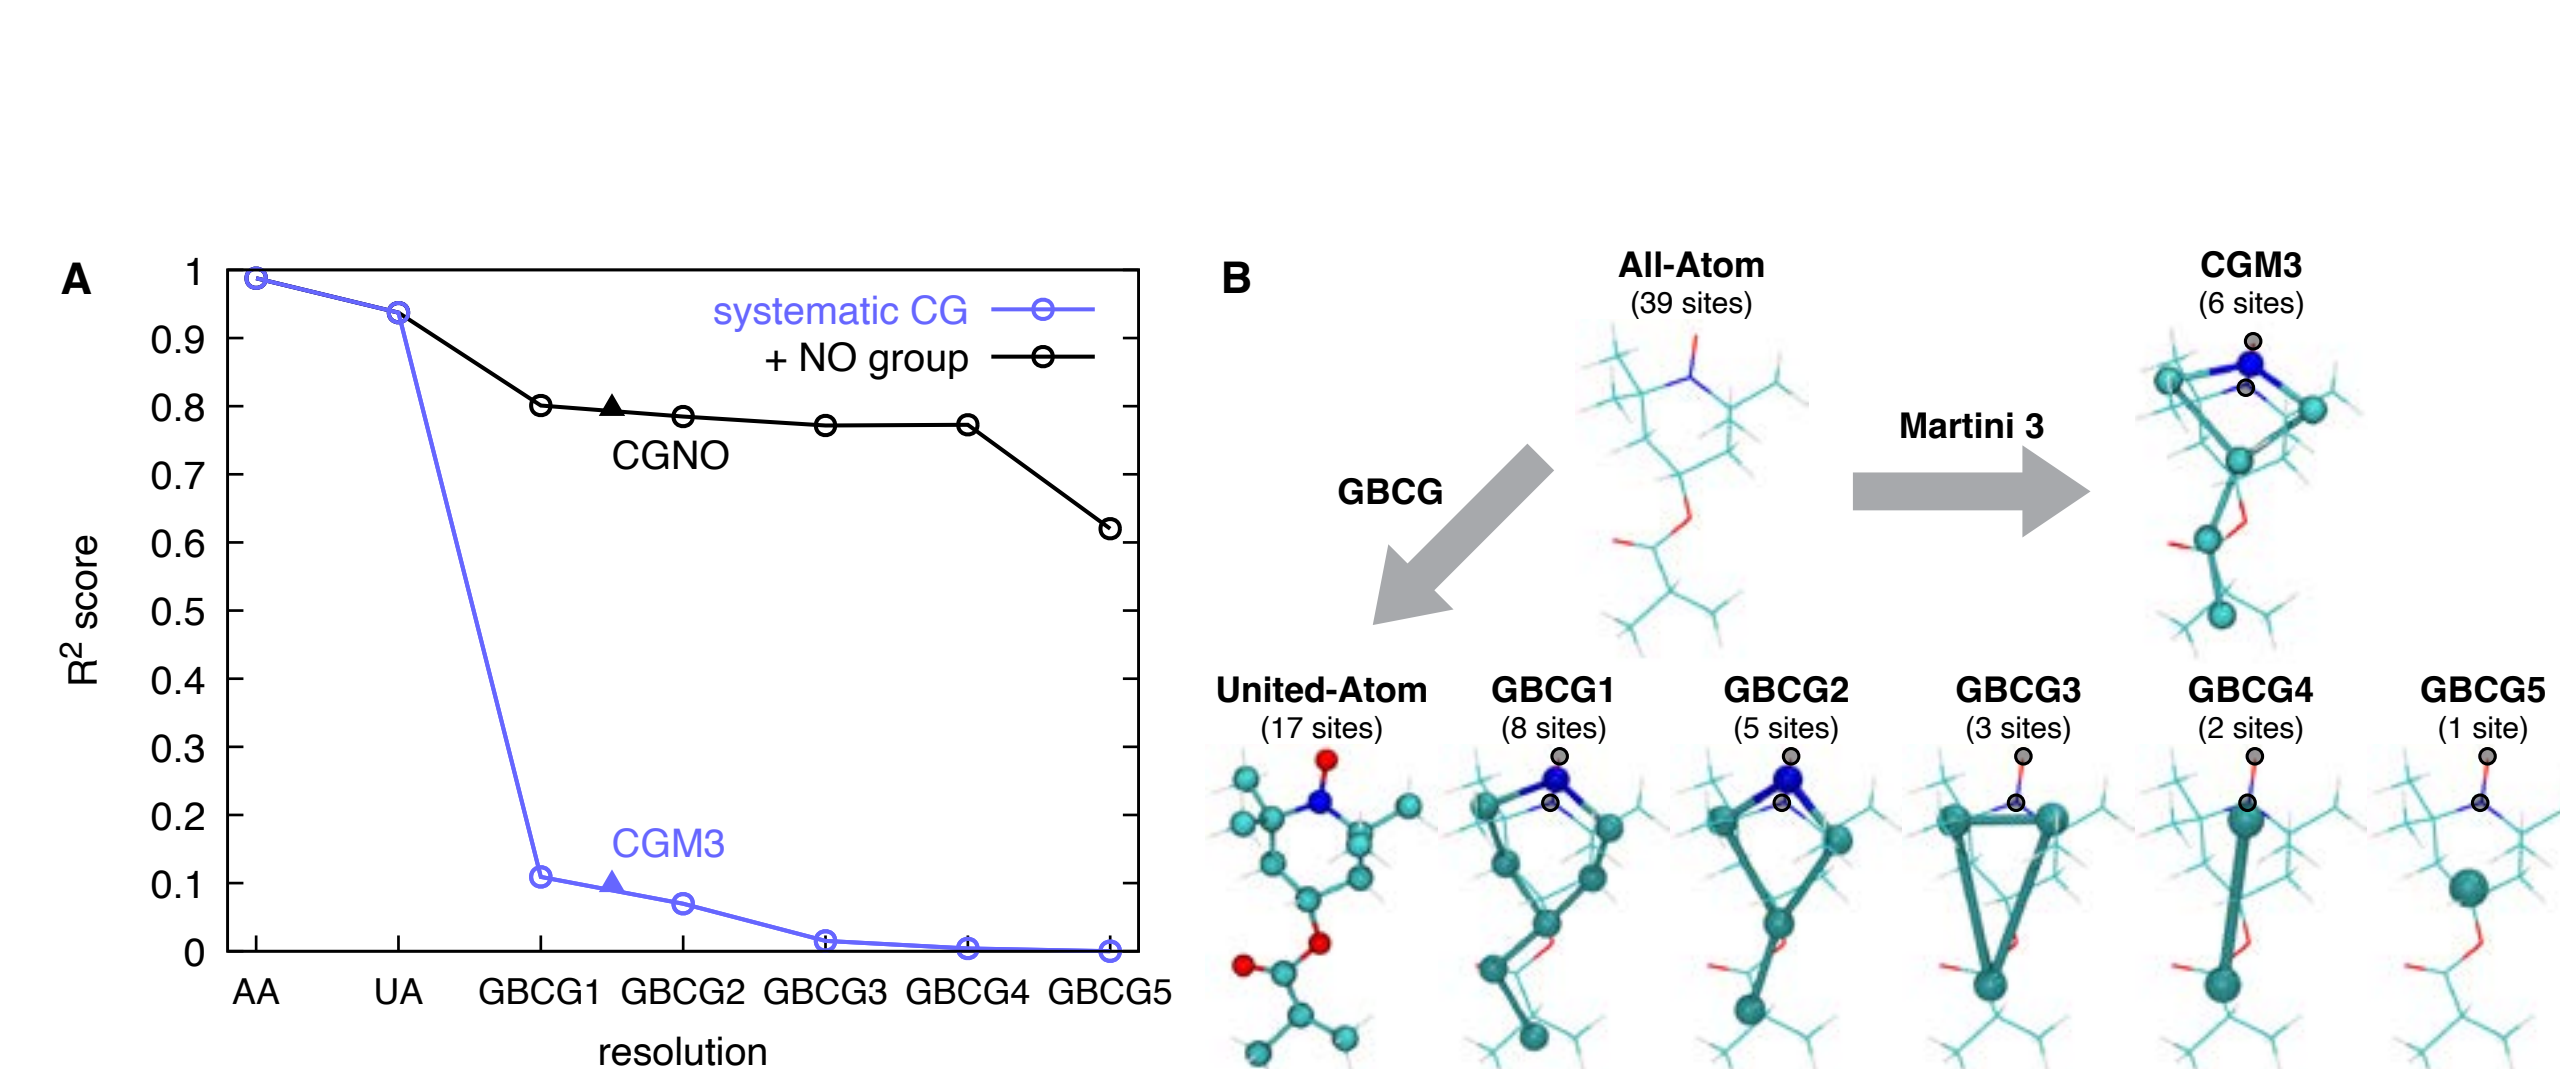 A
1
0.9
0.8
0.7
0.6
0.5
0.4
0.3
0.2
0.1
0
R² score
systematic CG
+ NO group
CGNO
CGM3
AA UA GBCG1 GBCG2 GBCG3 GBCG4 GBCG5
resolution
B
All-Atom
(39 sites)
CGM3
(6 sites)
GBCG
Martini 3
United-Atom
(17 sites)
GBCG1
(8 sites)
GBCG2
(5 sites)
GBCG3
(3 sites)
GBCG4
(2 sites)
GBCG5
(1 site)